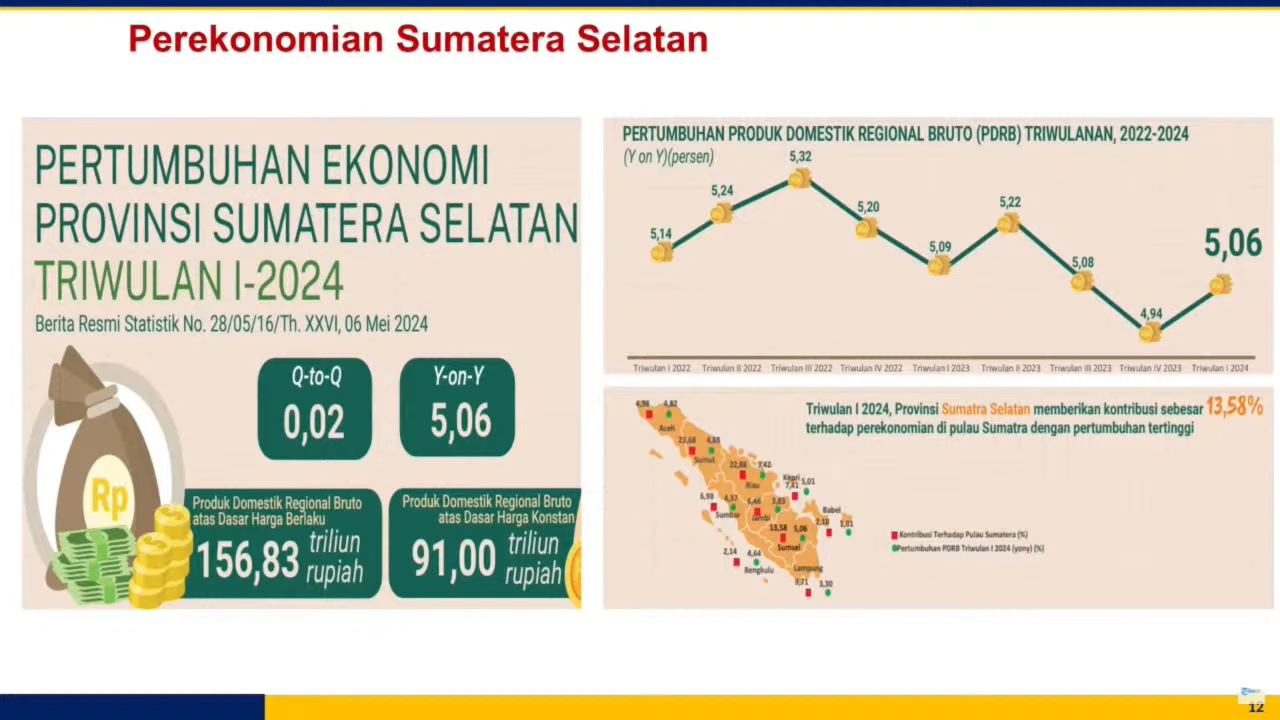 Perekonomian Sumatera Selatan
PERTUMBUHAN EKONOMI
PROVINSI SUMATERA SELATAN
TRIWULAN I-2024
Berita Resmi Statistik No. 28/05/16/Th. XXVI, 06 Mei 2024
Q-to-Q
0,02
Y-on-Y
5,06
Rp
Produk Domestik Regional Bruto
atas Dasar Harga Berlaku
156,83 triliun
rupiah
Produk Domestik Regional Bruto
atas Dasar Harga Konstan
91,00 triliun
rupiah
PERTUMBUHAN PRODUK DOMESTIK REGIONAL BRUTO (PDRB) TRIWULANAN, 2022-2024
(Y on Y)(persen)
5,14
5,24
5,32
5,20
5,09
5,22
5,08
4,94
5,06
Triwulan I 2022
Triwulan II 2022
Triwulan III 2022
Triwulan IV 2022
Triwulan I 2023
Triwulan II 2023
Triwulan III 2023
Triwulan IV 2023
Triwulan I 2024
Triwulan I 2024, Provinsi Sumatra Selatan memberikan kontribusi sebesar 13,58%
terhadap perekonomian di pulau Sumatra dengan pertumbuhan tertinggi
4,98 4,82
Aceh
23,68 4,88
Sumut
22,88 3,42
Riau
Kepri
7,41 5,01
6,98 4,37
Sumbar
6,46 3,83
Jambi
13,58 5,06
Sumsel
Babel
2,18 1,01
2,14 4,64
Bengkulu
Lampung
9,71 3,30
Kontribusi Terhadap Pulau Sumatera (%)
Pertumbuhan PDRB Triwulan I 2024 (yony) (%)
12